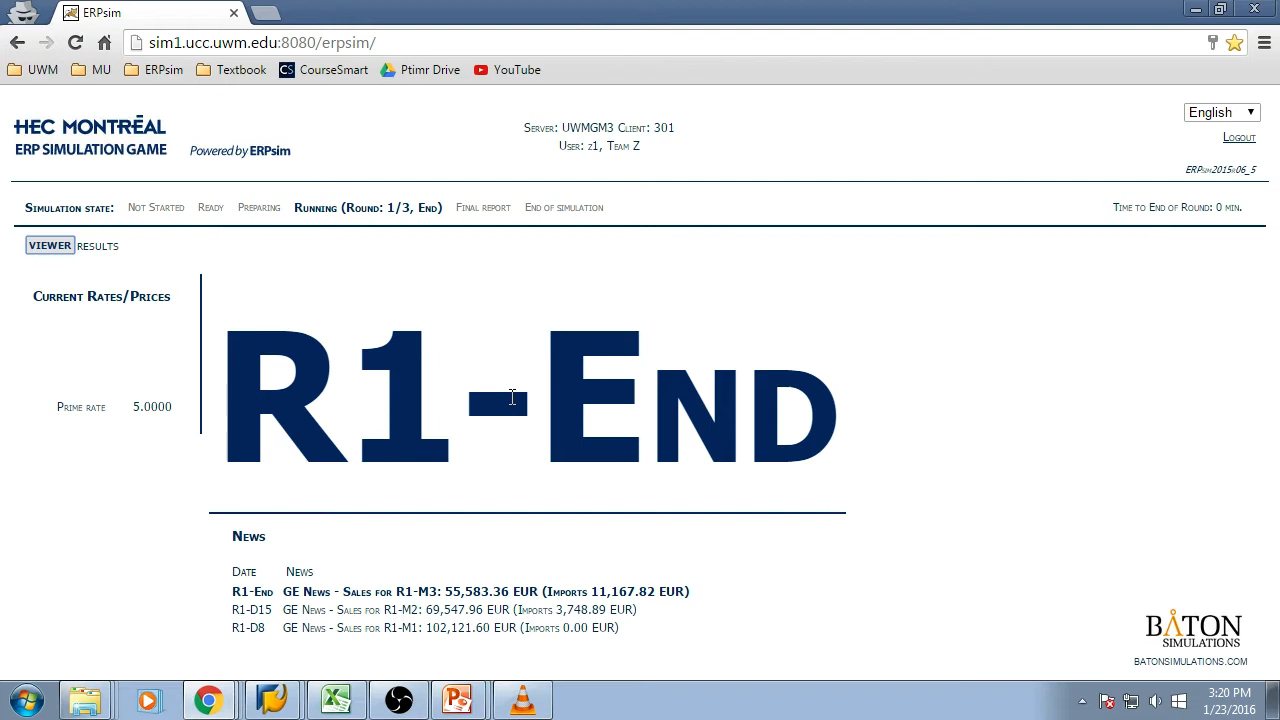 ERPsim
sim1.ucc.uwm.edu:8080/erpsim/
UWM MU ERPsim Textbook CS CourseSmart Ptimr Drive YouTube
HEC MONTRÉAL
ERP SIMULATION GAME
Powered by ERPsim
Server: UWMGM3 Client: 301
User: z1, Team Z
English
Logout
ERPsim2015r06_5
Simulation state: Not Started Ready Preparing Running (Round: 1/3, End) Final report End of simulation
Time to End of Round: 0 min.
VIEWER RESULTS
Current Rates/Prices
Prime rate 5.0000
R1-End
News
Date News
R1-End GE News - Sales for R1-M3: 55,583.36 EUR (Imports 11,167.82 EUR)
R1-D15 GE News - Sales for R1-M2: 69,547.96 EUR (Imports 3,748.89 EUR)
R1-D8 GE News - Sales for R1-M1: 102,121.60 EUR (Imports 0.00 EUR)
BATON
SIMULATIONS
BATONSIMULATIONS.COM
3:20 PM
1/23/2016